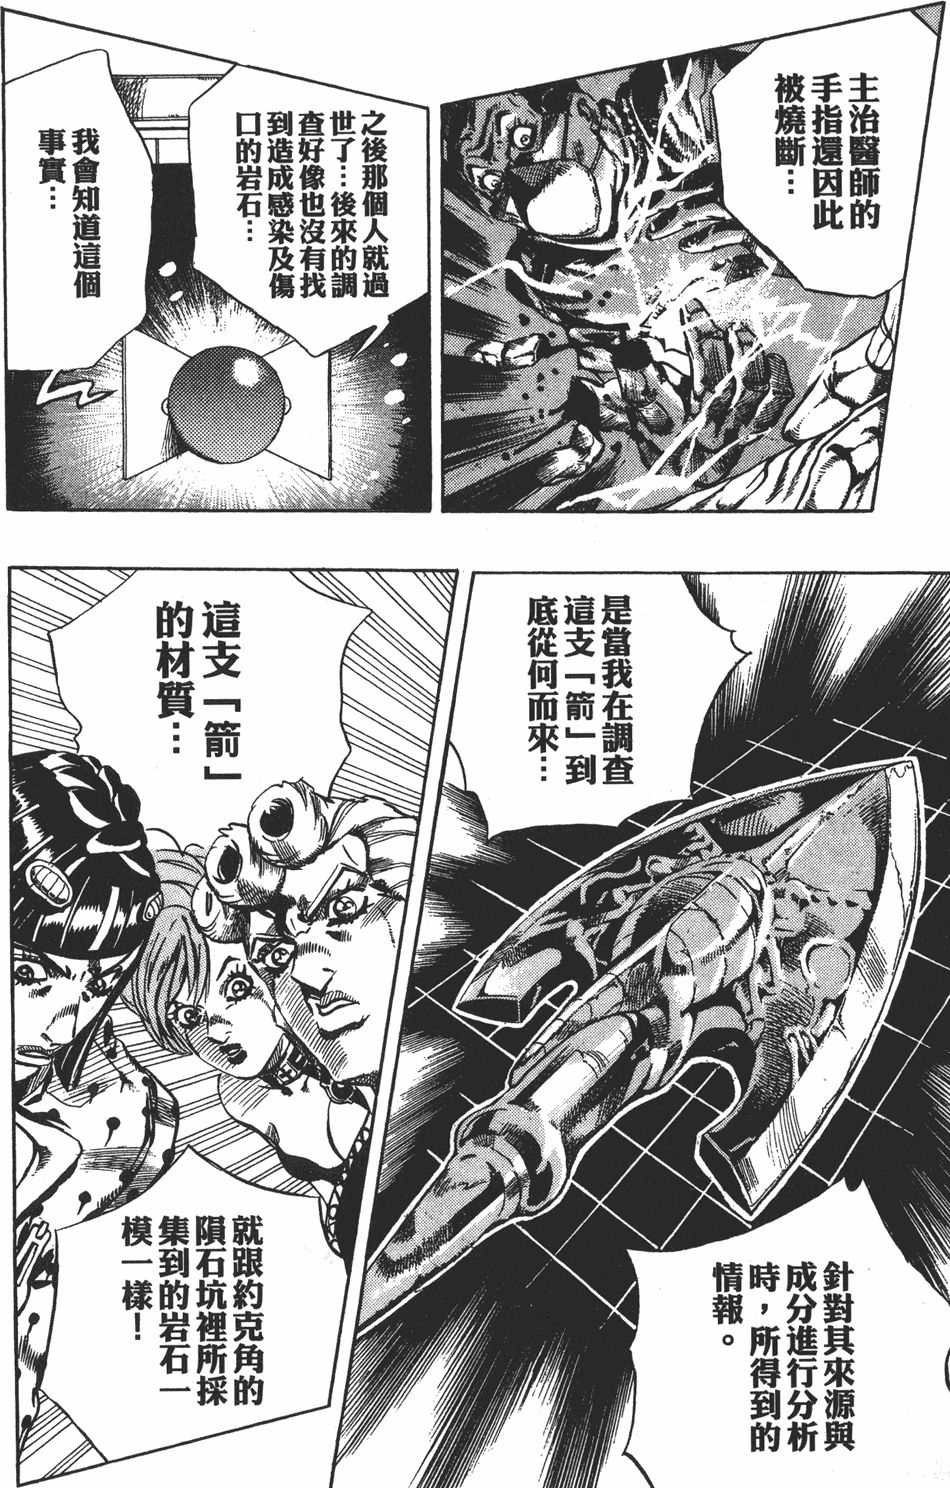 主治醫師的
手指還因此
被燒斷…
之後那個人就過
世了…後來的調
查好像也沒有找
到造成感染及傷
口的岩石…
我會知道這個
事實…
是當我在調查
這支「箭」到
底從何而來…
針對其來源與
成分進行分析
時，所得到的
情報。
這支「箭」
的材質…
就跟約克角的
隕石坑裡所採
集到的岩石一
模一樣！